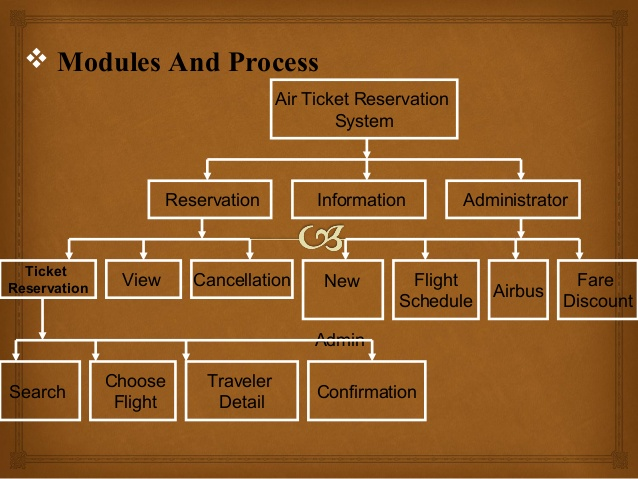 Modules And Process
Air Ticket Reservation
System
Reservation
Information
Administrator
Ticket
Reservation
View
Cancellation
New
Admin
Flight
Schedule
Airbus
Fare
Discount
Search
Choose
Flight
Traveler
Detail
Confirmation